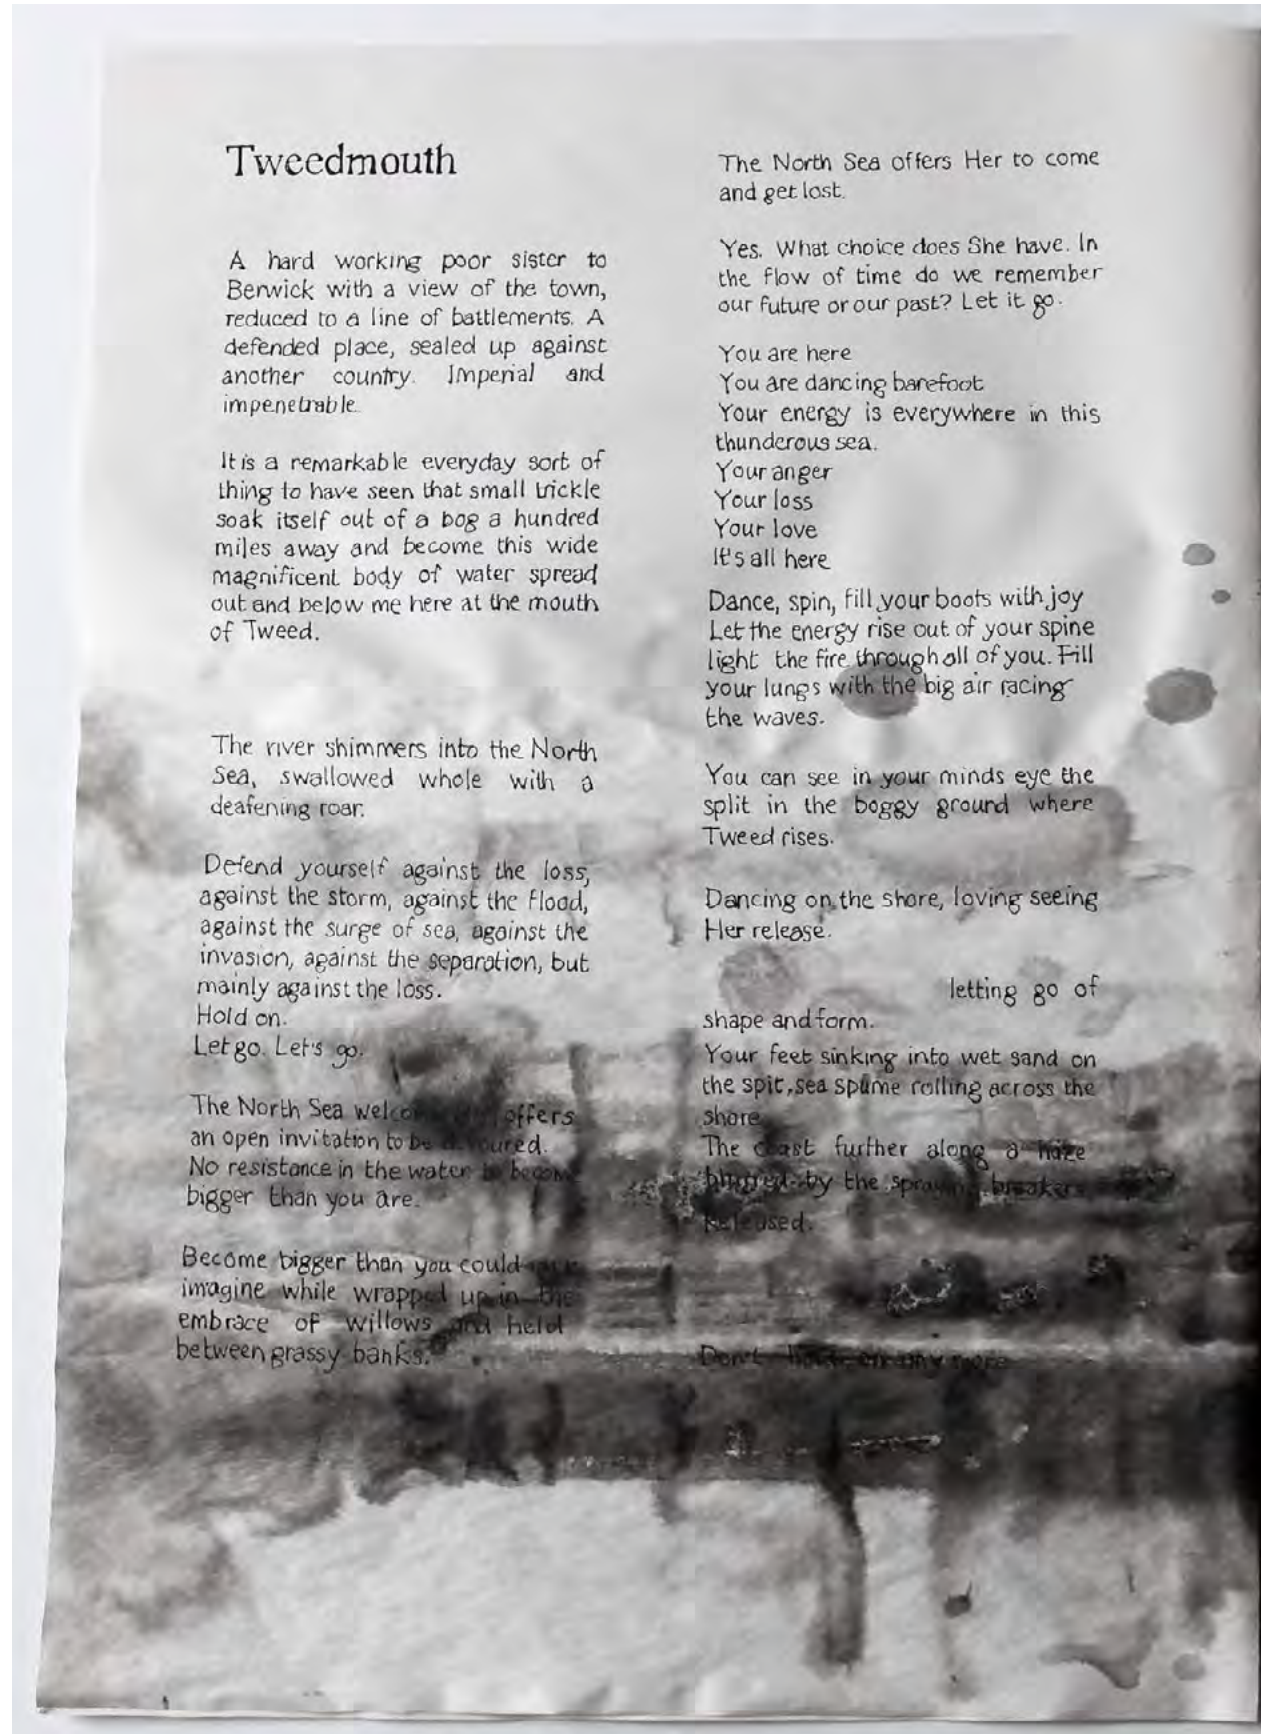 Tweedmouth
A hard working poor sister to
Berwick with a view of the town,
reduced to a line of battlements. A
defended place, sealed up against
another country. Imperial and
impenetrable.
It is a remarkable everyday sort of
thing to have seen that small trickle
soak itself out of a bog a hundred
miles away and become this wide
magnificent body of water spread
out and below me here at the mouth
of Tweed.
The river shimmers into the North
Sea, swallowed whole with a
deafening roar.
Defend yourself against the loss,
against the storm, against the flood,
against the surge of sea, against the
invasion, against the separation, but
mainly against the loss.
Hold on.
Let go. Let's go.
The North Sea offers
an open invitation to be devoured.
No resistance in the water to become
bigger than you are.
Become bigger than you could
imagine while wrapped up in the
embrace of willows and held
between grassy banks.
The North Sea offers Her to come
and get lost.
Yes. What choice does She have. In
the flow of time do we remember
our future or our past? Let it go.
You are here
You are dancing barefoot
Your energy is everywhere in this
thunderous sea.
Your anger
Your loss
Your love
It's all here
Dance, spin, fill your boots with joy
Let the energy rise out of your spine
light the fire through all of you. Fill
your lungs with the big air racing
the waves.
You can see in your minds eye the
split in the boggy ground where
Tweed rises.
Dancing on the shore, loving seeing
Her release.
letting go of
shape and form.
Your feet sinking into wet sand on
the spit, sea spume rolling across the
shore
The coast further along a haze
blurred by the spraying breakers
Released.
Don't hold on any more